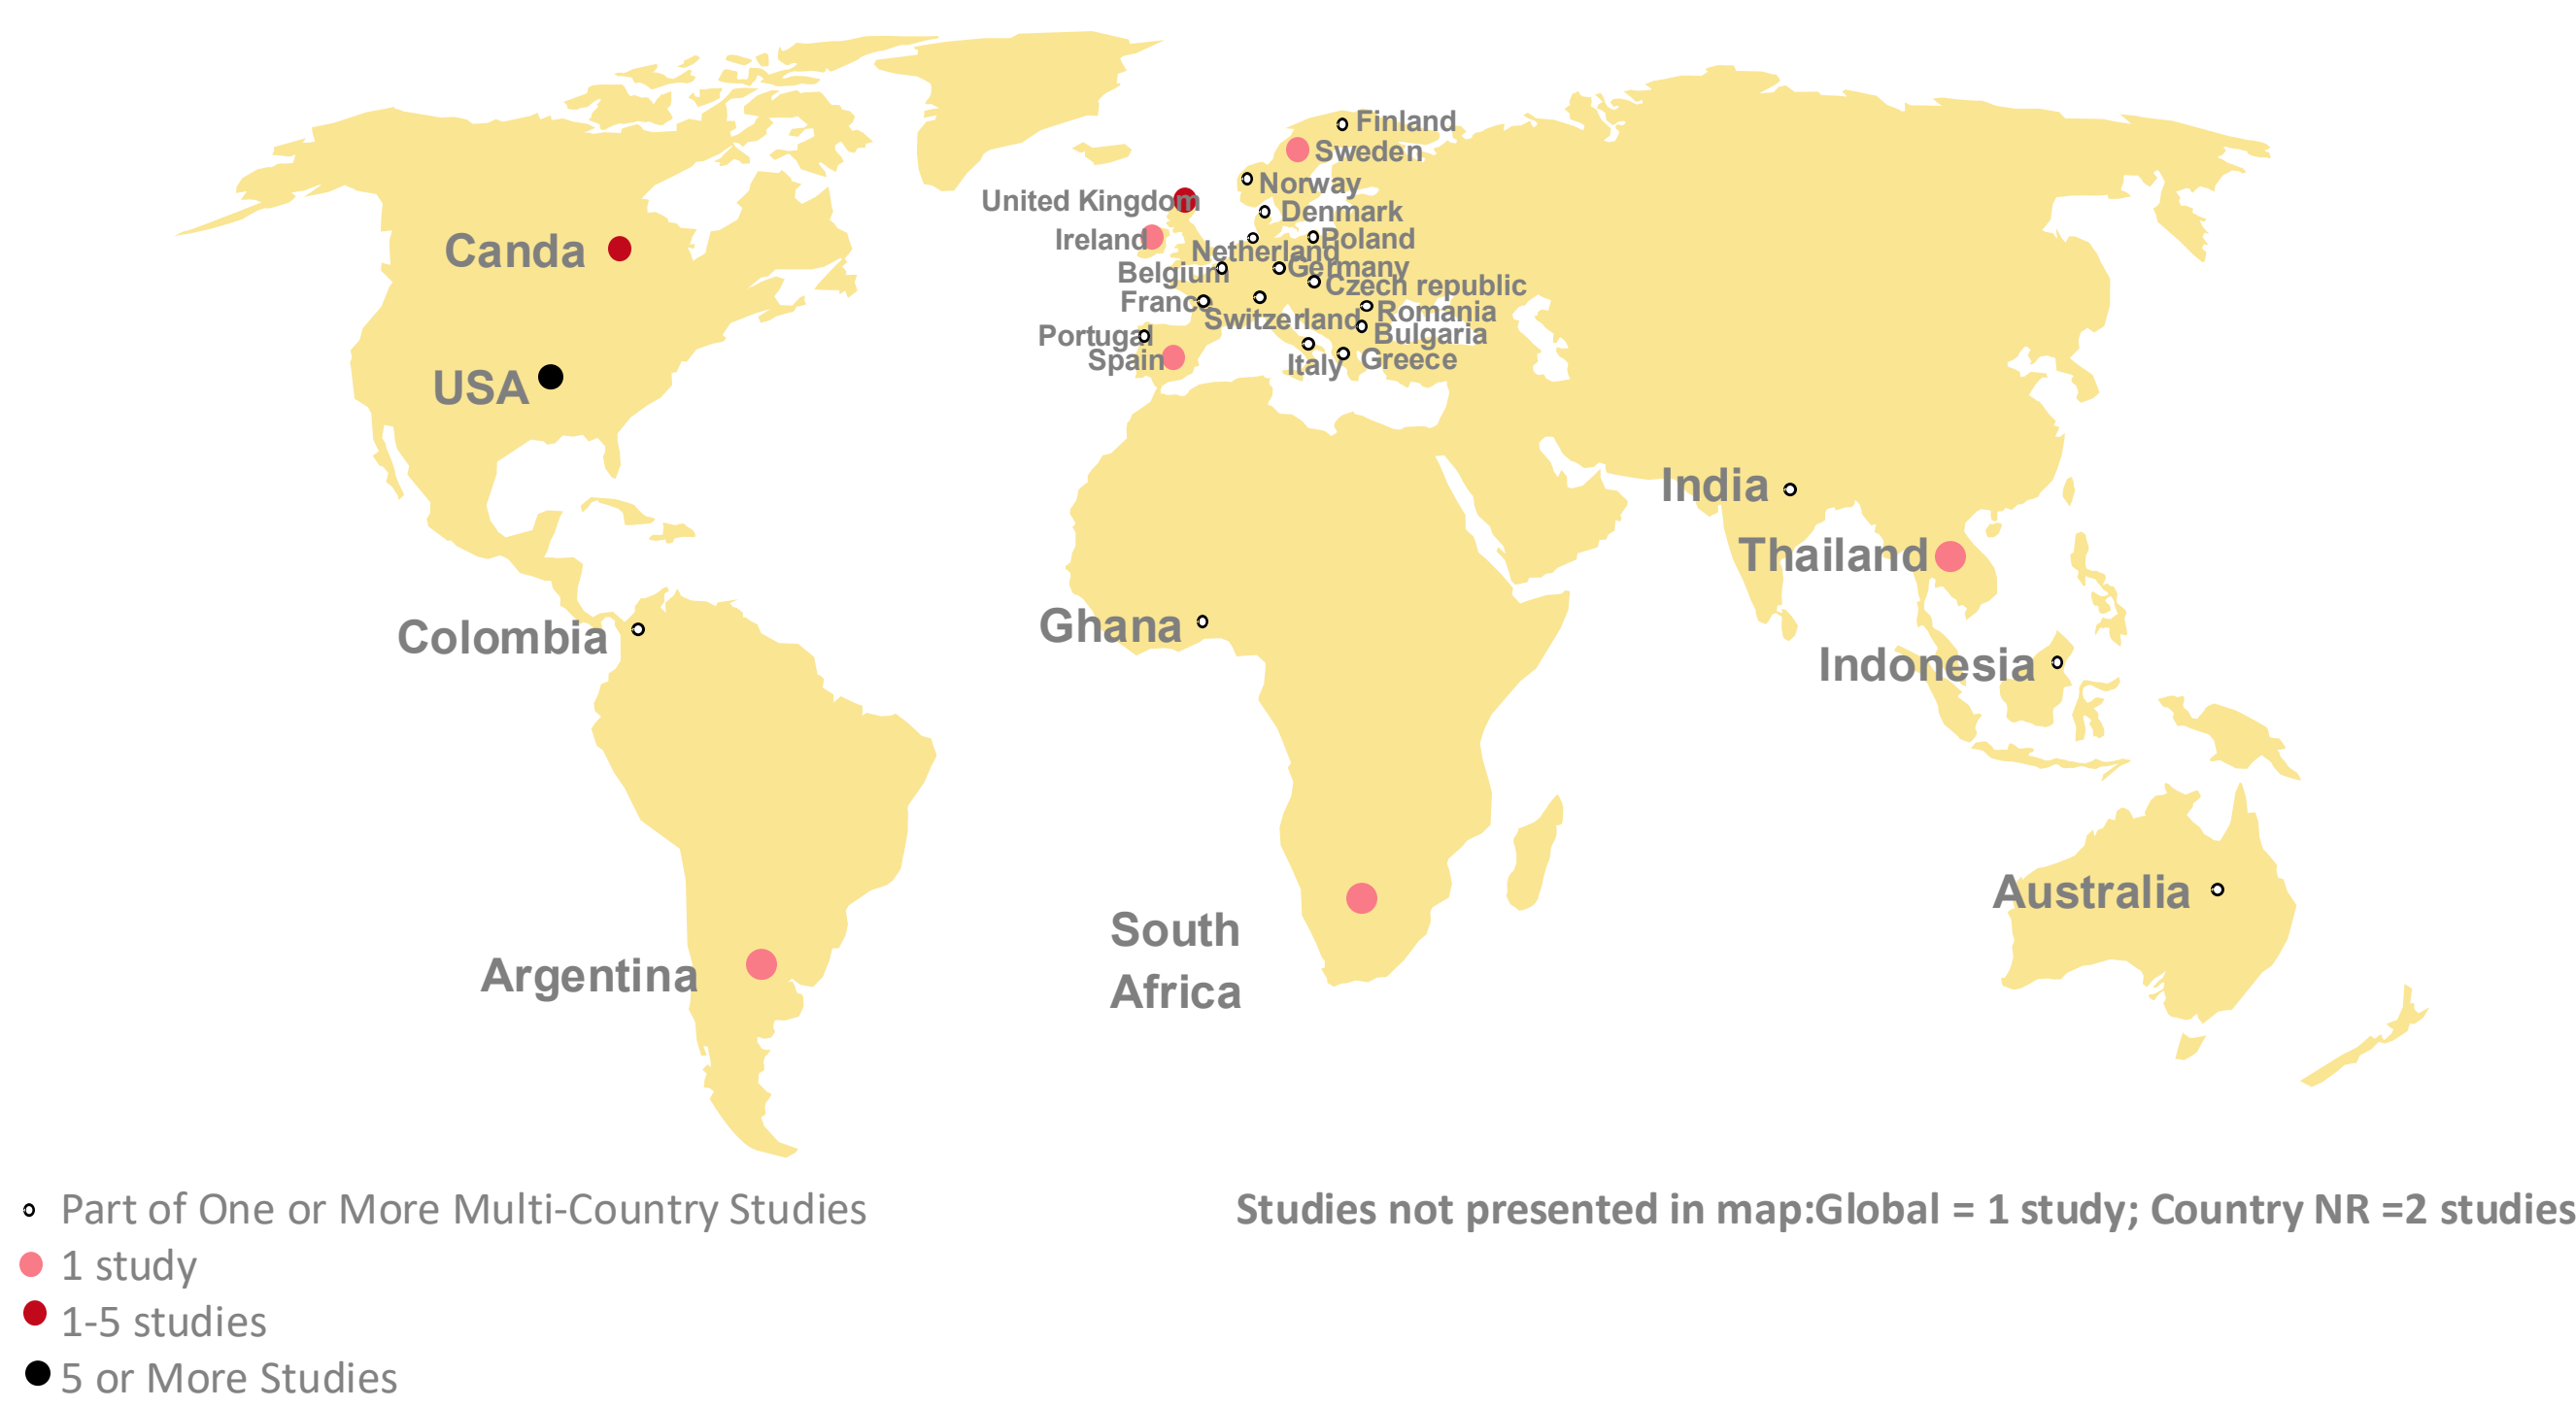 Finland
Sweden
Norway
United Kingdom
Denmark
Ireland
Poland
Netherland
Canda
Germany
Belgium
Czech republic
France
Romania
Switzerland
Bulgaria
Portugal
Spain
Italy
Greece
USA
India
Thailand
Ghana
Colombia
Indonesia
Australia
South
Africa
Argentina
Part of One or More Multi-Country Studies
Studies not presented in map:Global = 1 study; Country NR =2 studies
1 study
1-5 studies
5 or More Studies